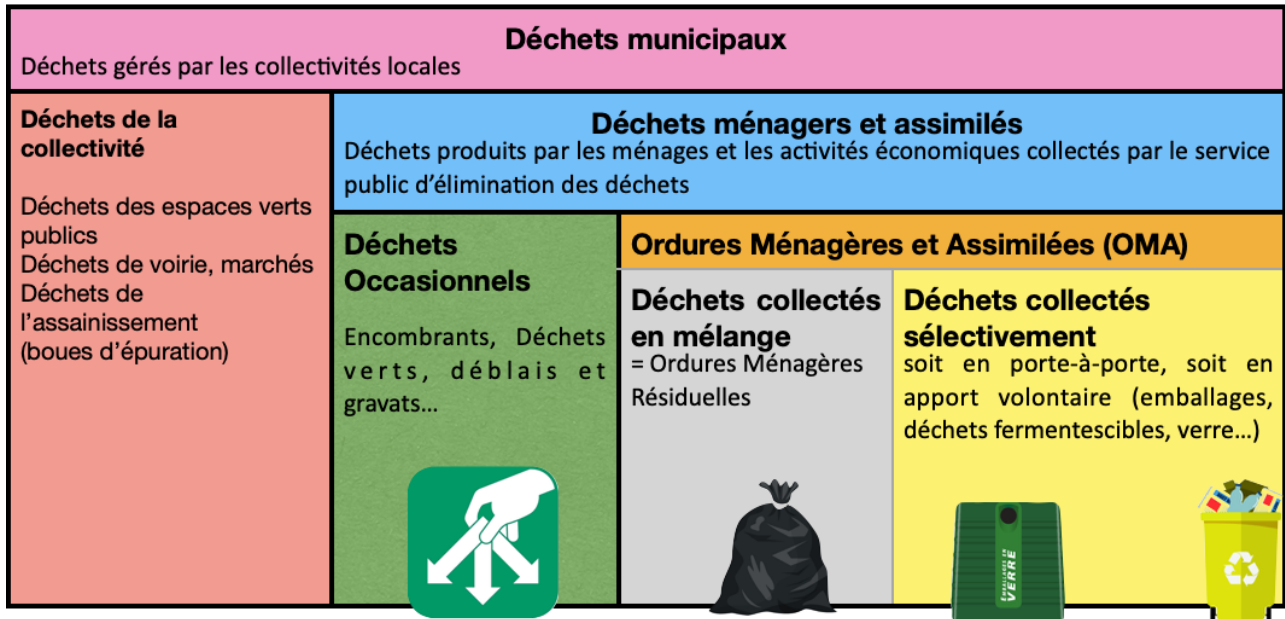 Déchets municipaux
Déchets gérés par les collectivités locales
Déchets de la
collectivité
Déchets des espaces verts
publics
Déchets de voirie, marchés
Déchets de
l'assainissement
(boues d'épuration)
Déchets ménagers et assimilés
Déchets produits par les ménages et les activités économiques collectés par le service
public d'élimination des déchets
Déchets
Occasionnels
Encombrants, Déchets
verts, déblais et
gravats…
Ordures Ménagères et Assimilées (OMA)
Déchets collectés
en mélange
= Ordures Ménagères
Résiduelles
Déchets collectés
sélectivement
soit en porte-à-porte, soit en
apport volontaire (emballages,
déchets fermentescibles, verre…)
EMBALLAGES EN
VERRE